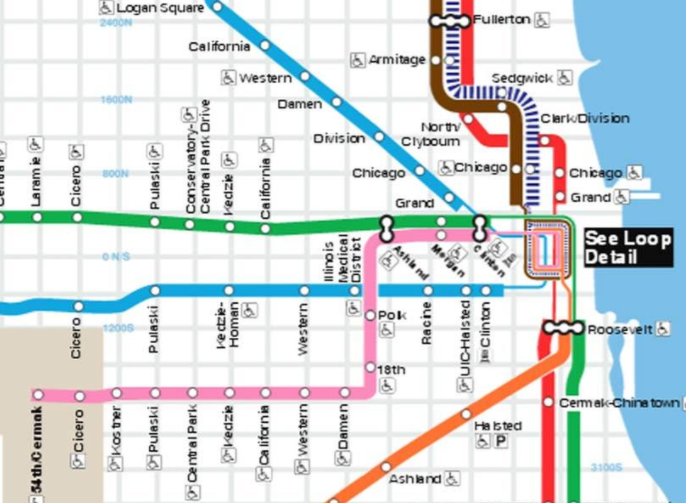 Logan Square
2400N
California
Western
Damen
Division
Chicago
Grand
Fullerton
Armitage
Sedgwick
1600N
North/
Clybourn
Clark/Division
Chicago
Chicago
Grand
Laramie
Cicero
Pulaski
Conservatory-
Central Park Drive
Kedzie
California
800N
0 N/S
Illinois
Medical
District
Ashland
Morgan
Clinton
See Loop
Detail
Cicero
1200S
Pulaski
Kedzie-
Homan
Western
Polk
Racine
UIC-Halsted
Clinton
Roosevelt
18th
54th/Cermak
Cicero
Kostner
Pulaski
Central Park
Kedzie
California
Western
Damen
Cermak-Chinatown
Halsted
P
Ashland
3100S